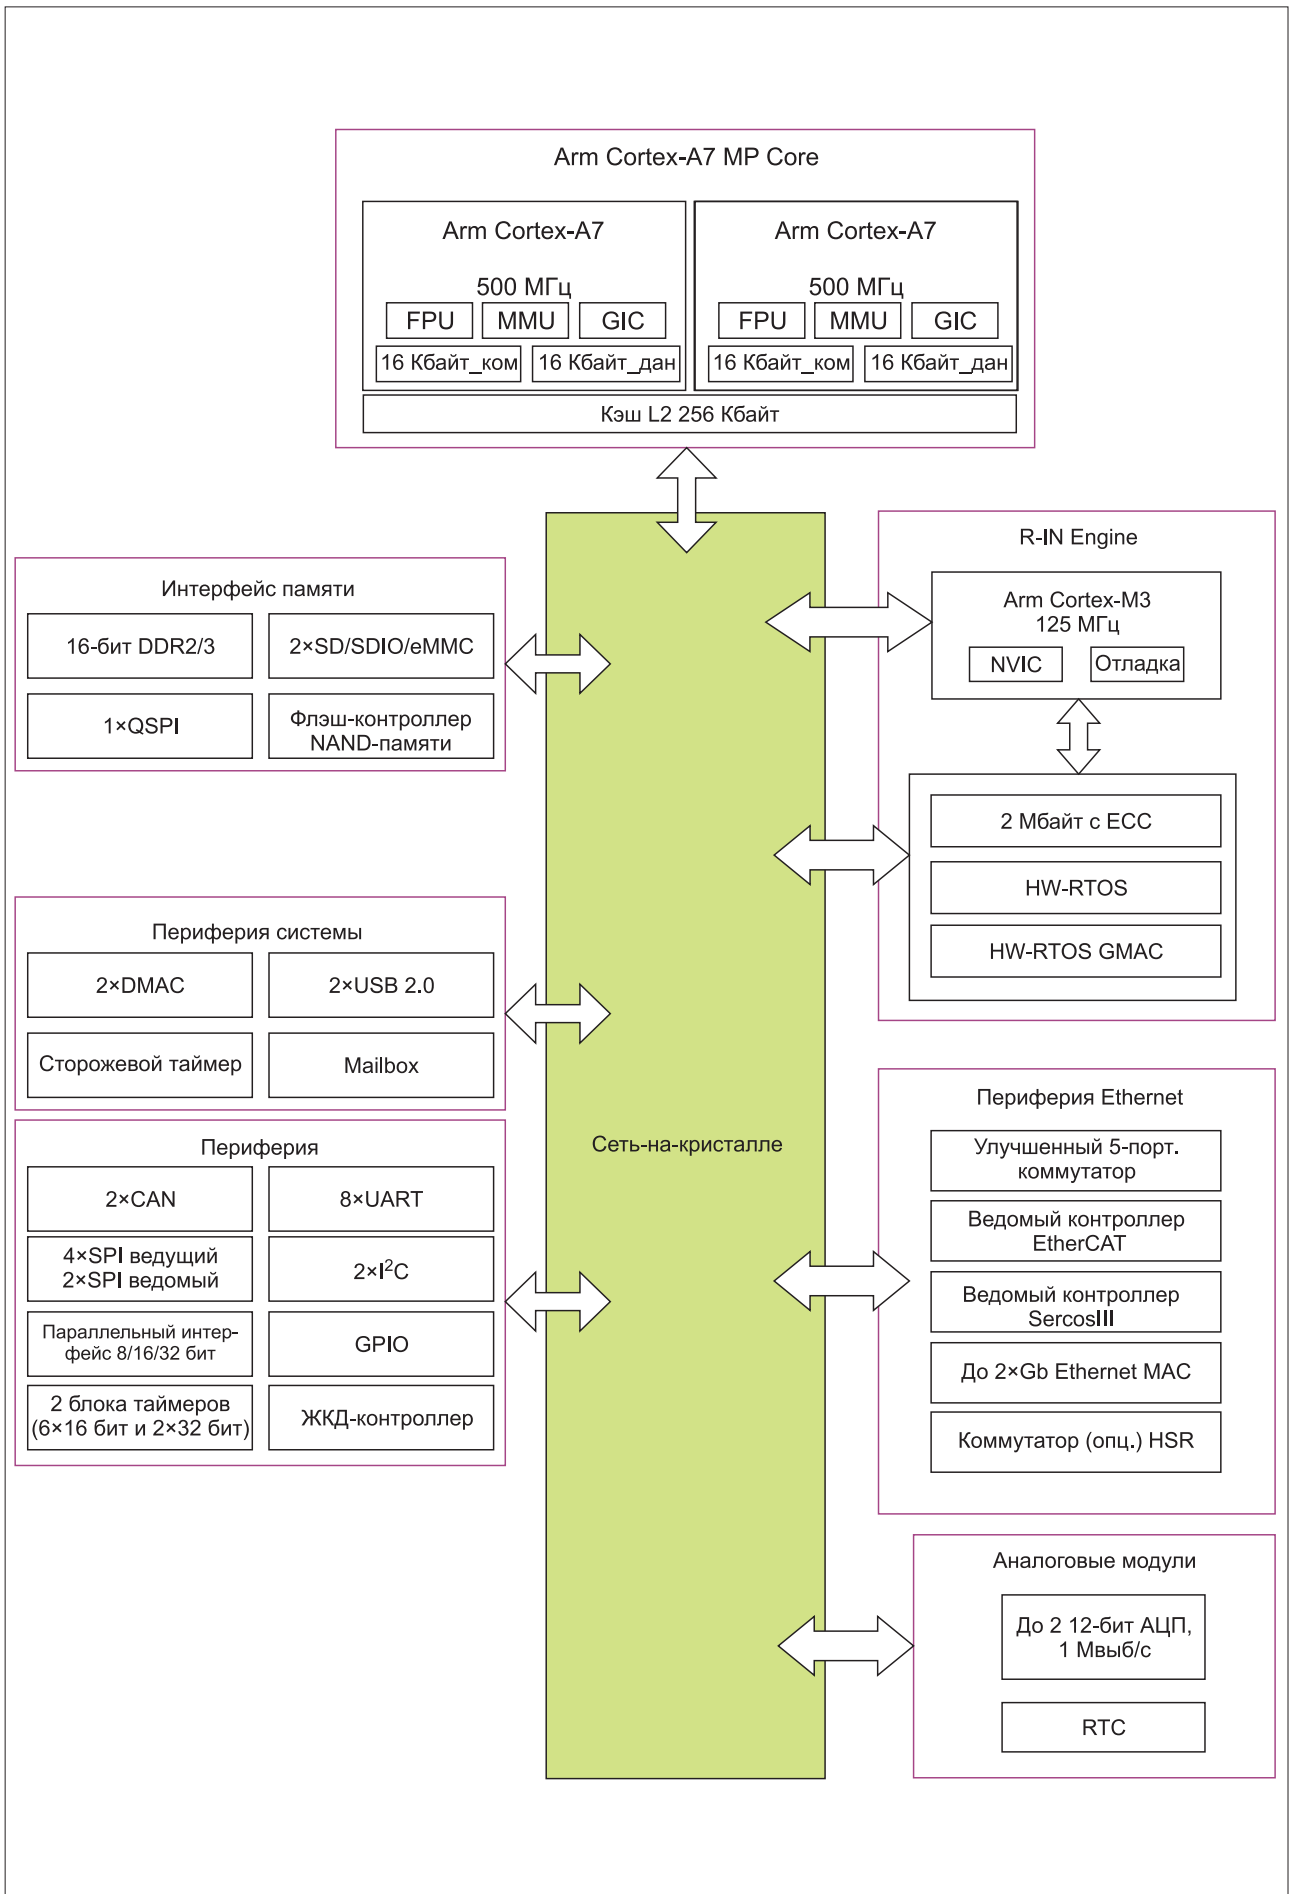 Arm Cortex-A7 MP Core
Arm Cortex-A7
500 МГц
FPU
MMU
GIC
16 Кбайт_ком
16 Кбайт_дан
Arm Cortex-A7
500 МГц
FPU
MMU
GIC
16 Кбайт_ком
16 Кбайт_дан
Кэш L2 256 Кбайт
Интерфейс памяти
16-бит DDR2/3
2×SD/SDIO/eMMC
1×QSPI
Флэш-контроллер
NAND-памяти
Периферия системы
2×DMAC
2×USB 2.0
Сторожевой таймер
Mailbox
Периферия
2×CAN
8×UART
4×SPI ведущий
2×SPI ведомый
2×I²C
Параллельный интер-
фейс 8/16/32 бит
GPIO
2 блока таймеров
(6×16 бит и 2×32 бит)
ЖКД-контроллер
Сеть-на-кристалле
R-IN Engine
Arm Cortex-M3
125 МГц
NVIC
Отладка
2 Мбайт с ECC
HW-RTOS
HW-RTOS GMAC
Периферия Ethernet
Улучшенный 5-порт.
коммутатор
Ведомый контроллер
EtherCAT
Ведомый контроллер
SercosIII
До 2×Gb Ethernet MAC
Коммутатор (опц.) HSR
Аналоговые модули
До 2 12-бит АЦП,
1 Мвыб/с
RTC